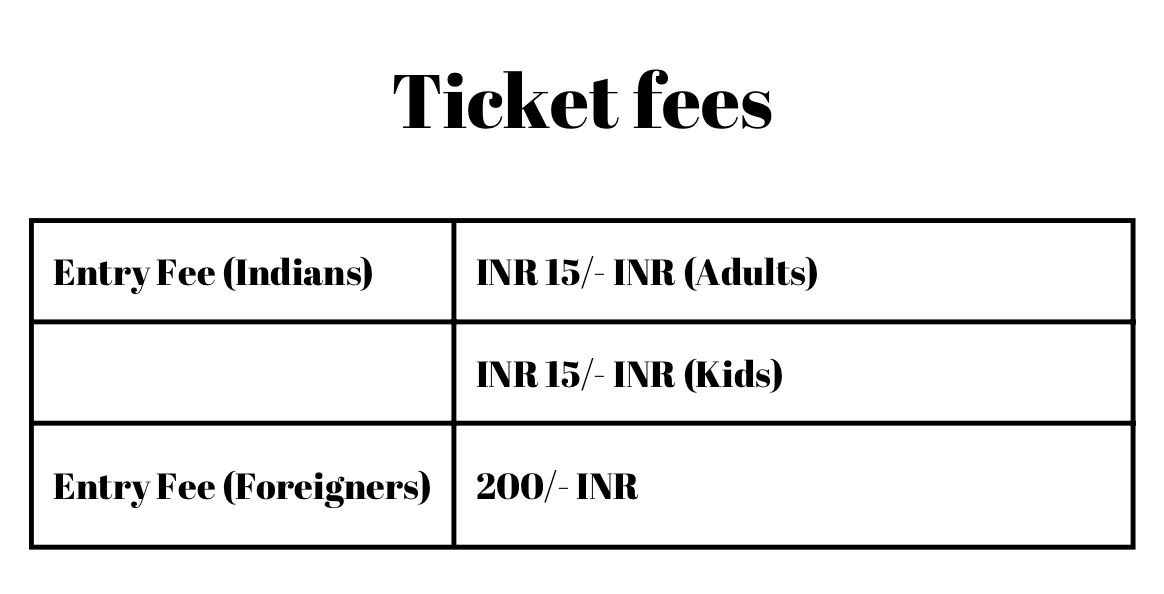 Ticket fees
Entry Fee (Indians) INR 15/- INR (Adults)
INR 15/- INR (Kids)
Entry Fee (Foreigners) 200/- INR